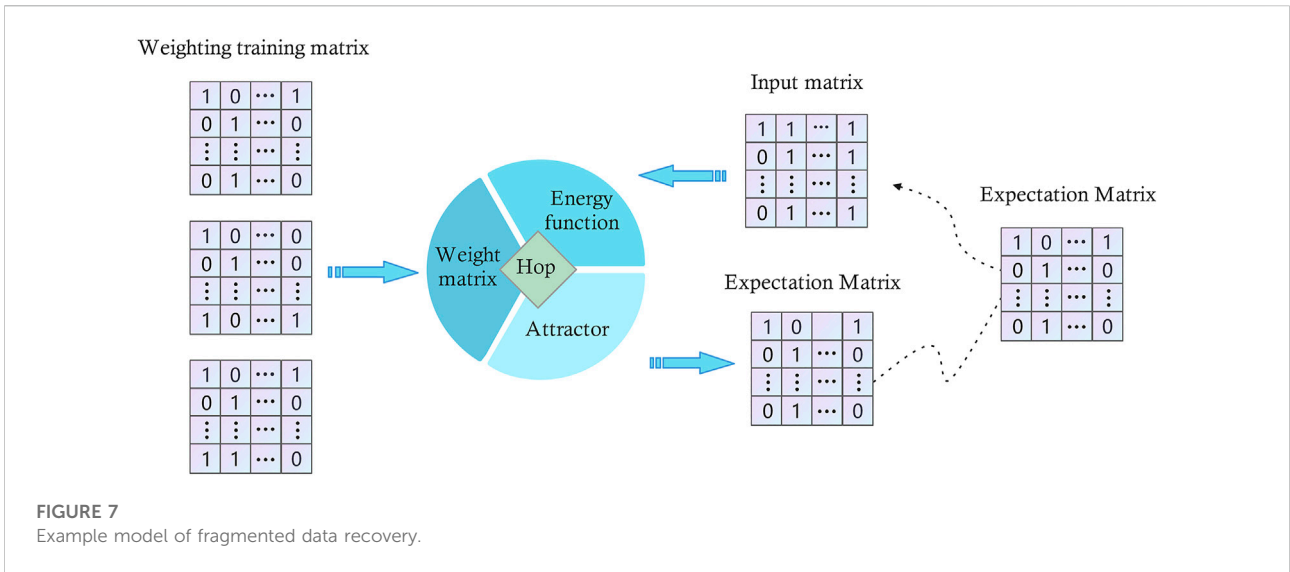 Weighting training matrix
1 0 ⋯ 1
0 1 ⋯ 0
⋮ ⋮ ⋯ ⋮
0 1 ⋯ 0
1 0 ⋯ 0
0 1 ⋯ 0
⋮ ⋮ ⋯ ⋮
1 0 ⋯ 1
1 0 ⋯ 1
0 1 ⋯ 0
⋮ ⋮ ⋯ ⋮
1 1 ⋯ 0
Energy
function
Weight
matrix
Hop
Attractor
Input matrix
1 1 ⋯ 1
0 1 ⋯ 1
⋮ ⋮ ⋮ ⋮
0 1 ⋯ 1
Expectation Matrix
1 0 1
0 1 ⋯ 0
⋮ ⋮ ⋮ ⋮
0 1 ⋯ 0
Expectation Matrix
1 0 ⋯ 1
0 1 ⋯ 0
⋮ ⋮ ⋮ ⋮
0 1 ⋯ 0
FIGURE 7
Example model of fragmented data recovery.